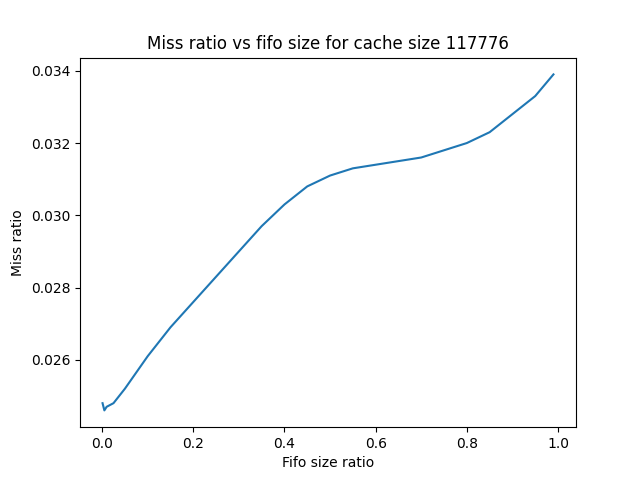 Miss ratio vs fifo size for cache size 117776
0.034
0.032
0.030
0.028
0.026
Miss ratio
0.0 0.2 0.4 0.6 0.8 1.0
Fifo size ratio